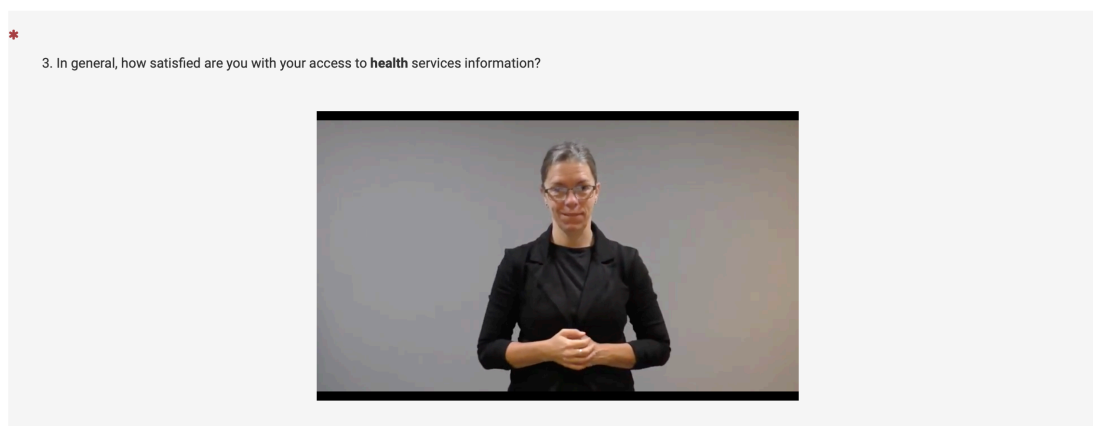 *
3. In general, how satisfied are you with your access to health services information?